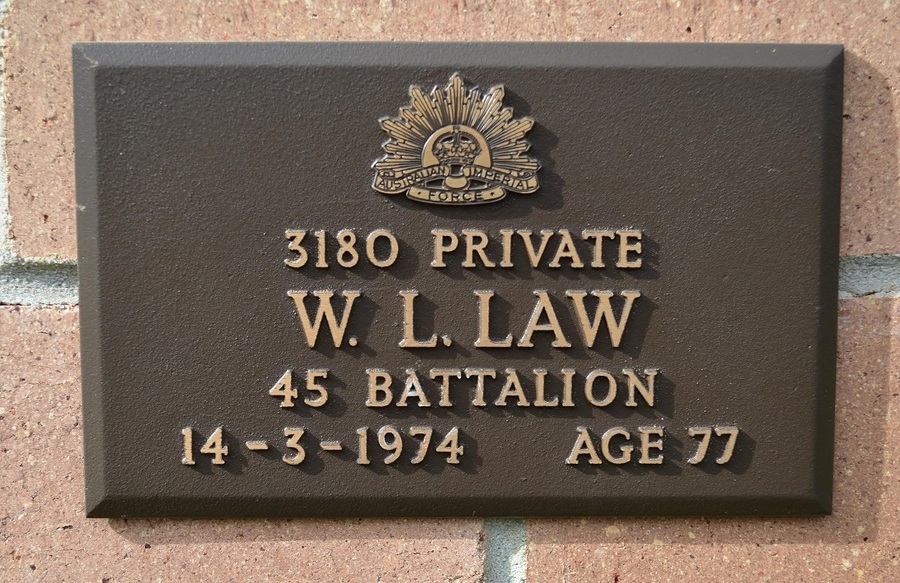 AUSTRALIAN IMPERIAL
FORCE
3180 PRIVATE
W. L. LAW
45 BATTALION
14-3-1974 AGE 77